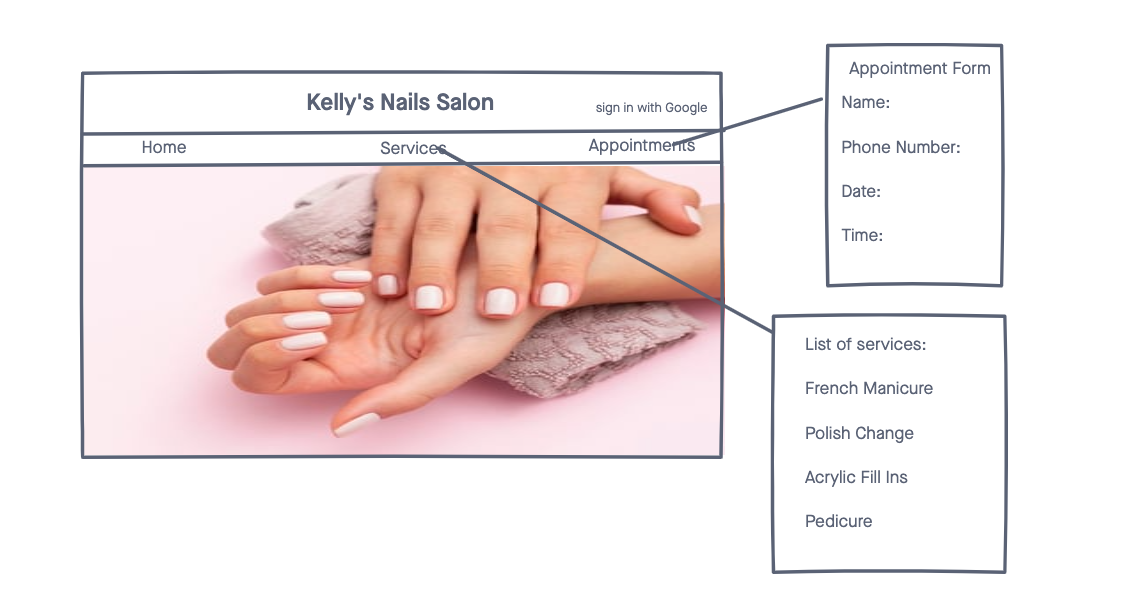 Kelly's Nails Salon
sign in with Google
Home
Services
Appointments
Appointment Form
Name:
Phone Number:
Date:
Time:
List of services:
French Manicure
Polish Change
Acrylic Fill Ins
Pedicure